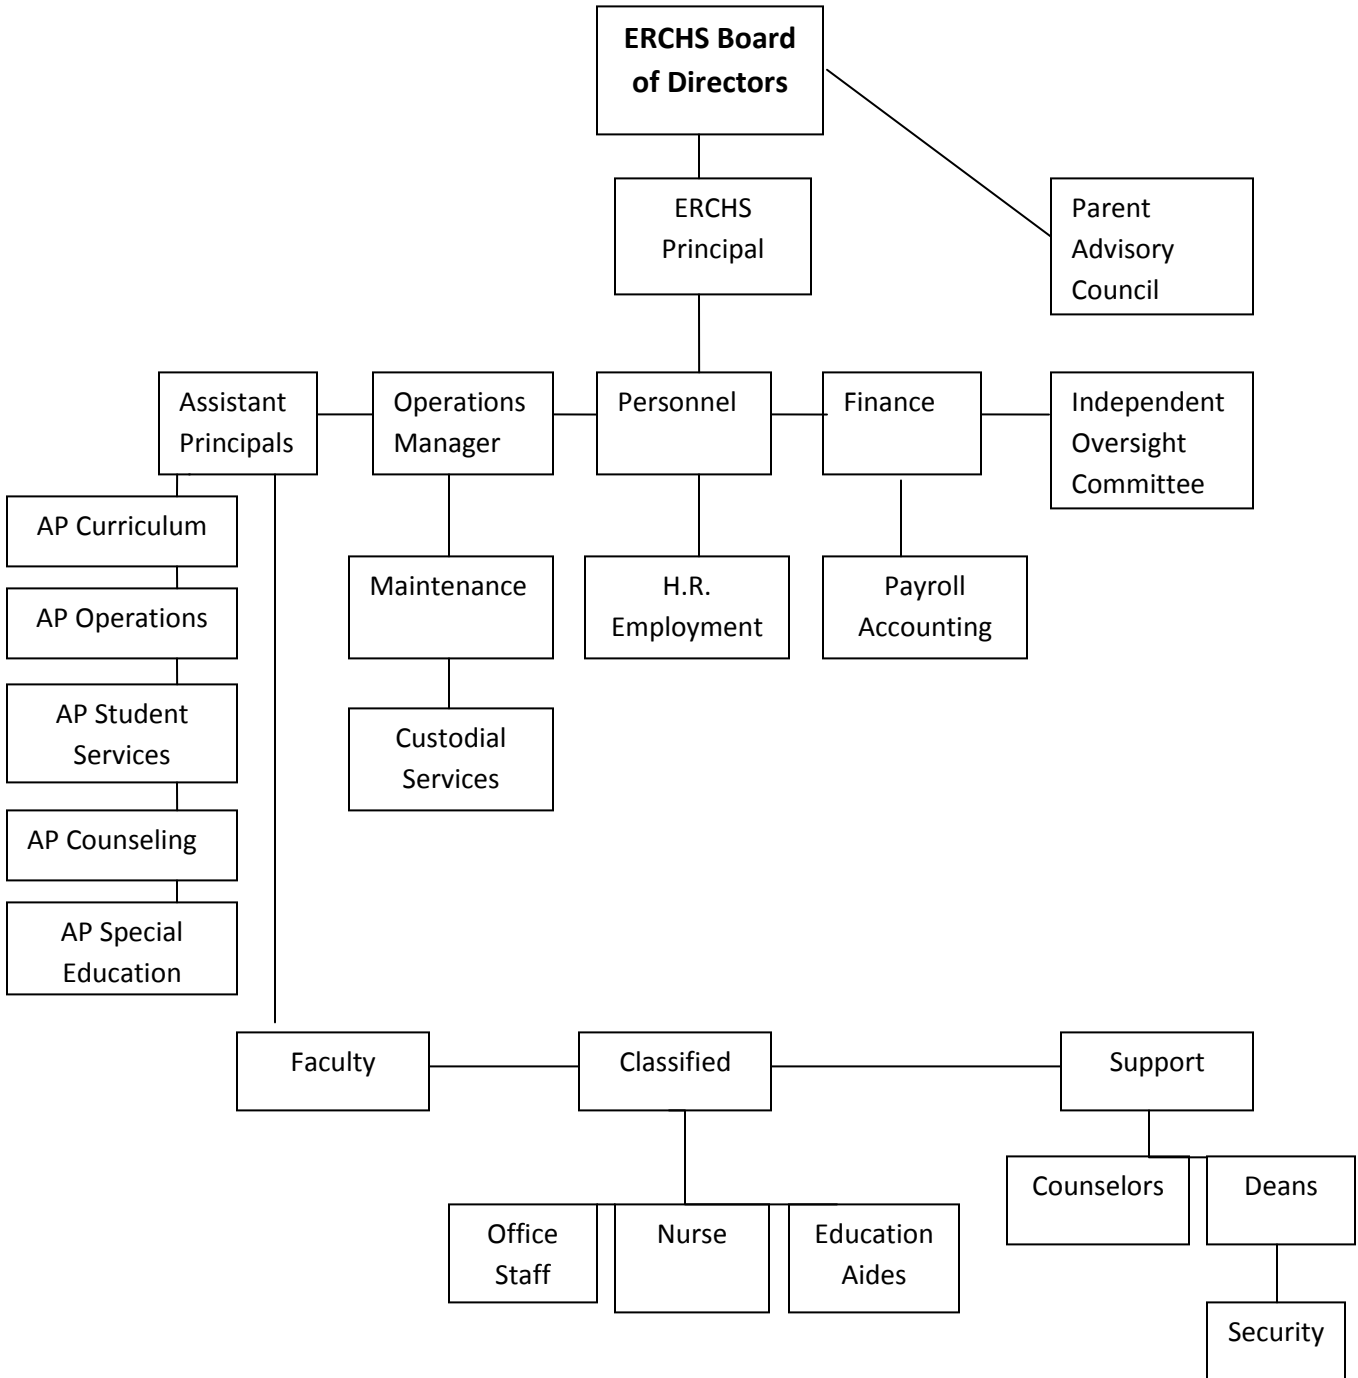 ERCHS Board
of Directors
ERCHS
Principal
Parent
Advisory
Council
Assistant
Principals
Operations
Manager
Personnel
Finance
Independent
Oversight
Committee
AP Curriculum
AP Operations
AP Student
Services
AP Counseling
AP Special
Education
Maintenance
Custodial
Services
H.R.
Employment
Payroll
Accounting
Faculty
Classified
Support
Office
Staff
Nurse
Education
Aides
Counselors
Deans
Security